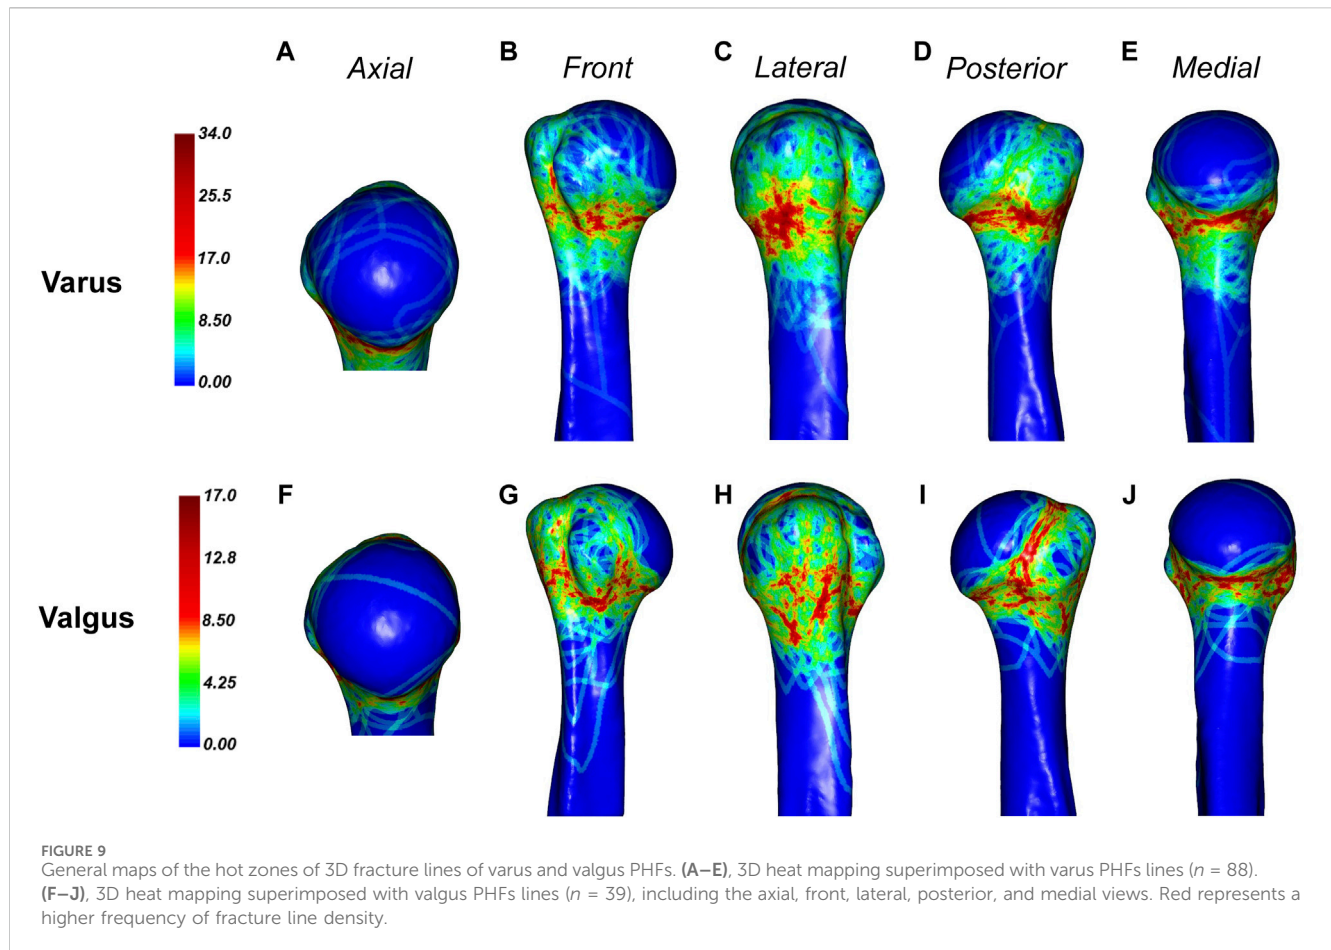 A
Axial
B
Front
C
Lateral
D
Posterior
E
Medial
Varus
34.0
25.5
17.0
8.50
0.00
F
G
H
I
J
Valgus
17.0
12.8
8.50
4.25
0.00
FIGURE 9
General maps of the hot zones of 3D fracture lines of varus and valgus PHFs. (A–E), 3D heat mapping superimposed with varus PHFs lines (n = 88).
(F–J), 3D heat mapping superimposed with valgus PHFs lines (n = 39), including the axial, front, lateral, posterior, and medial views. Red represents a
higher frequency of fracture line density.